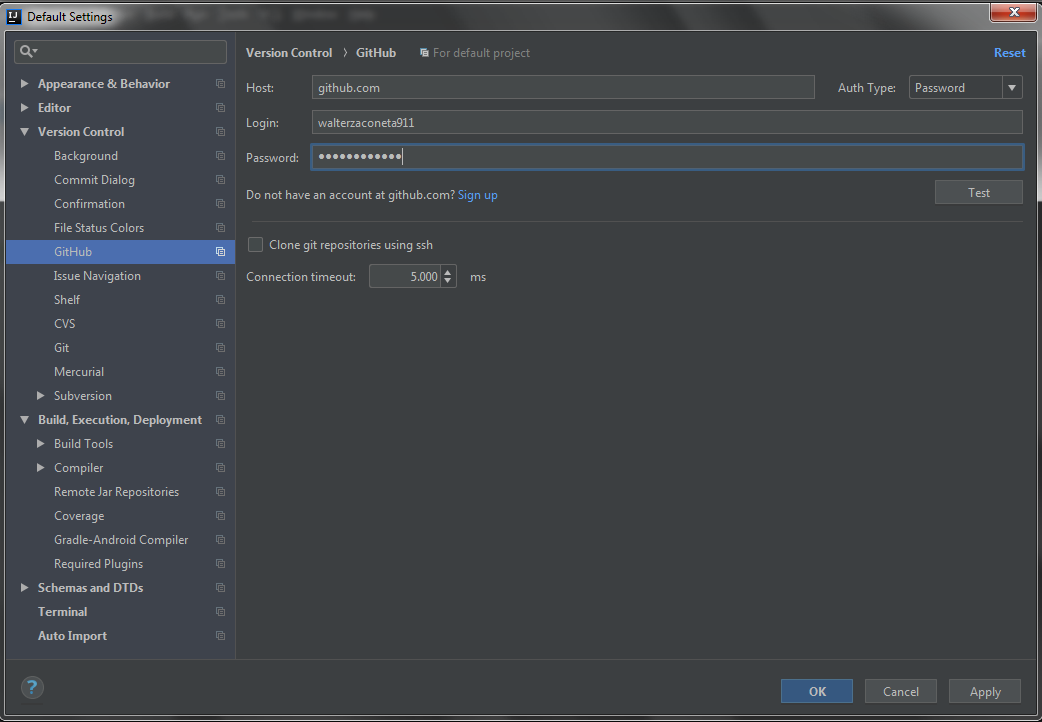 Default Settings
Version Control › GitHub For default project Reset
Appearance & Behavior
Editor
Version Control
Background
Commit Dialog
Confirmation
File Status Colors
GitHub
Issue Navigation
Shelf
CVS
Git
Mercurial
Subversion
Build, Execution, Deployment
Build Tools
Compiler
Remote Jar Repositories
Coverage
Gradle-Android Compiler
Required Plugins
Schemas and DTDs
Terminal
Auto Import
Host: github.com Auth Type: Password
Login: walterzaconeta911
Password: ••••••••••••
Do not have an account at github.com? Sign up Test
Clone git repositories using ssh
Connection timeout: 5.000 ms
? OK Cancel Apply